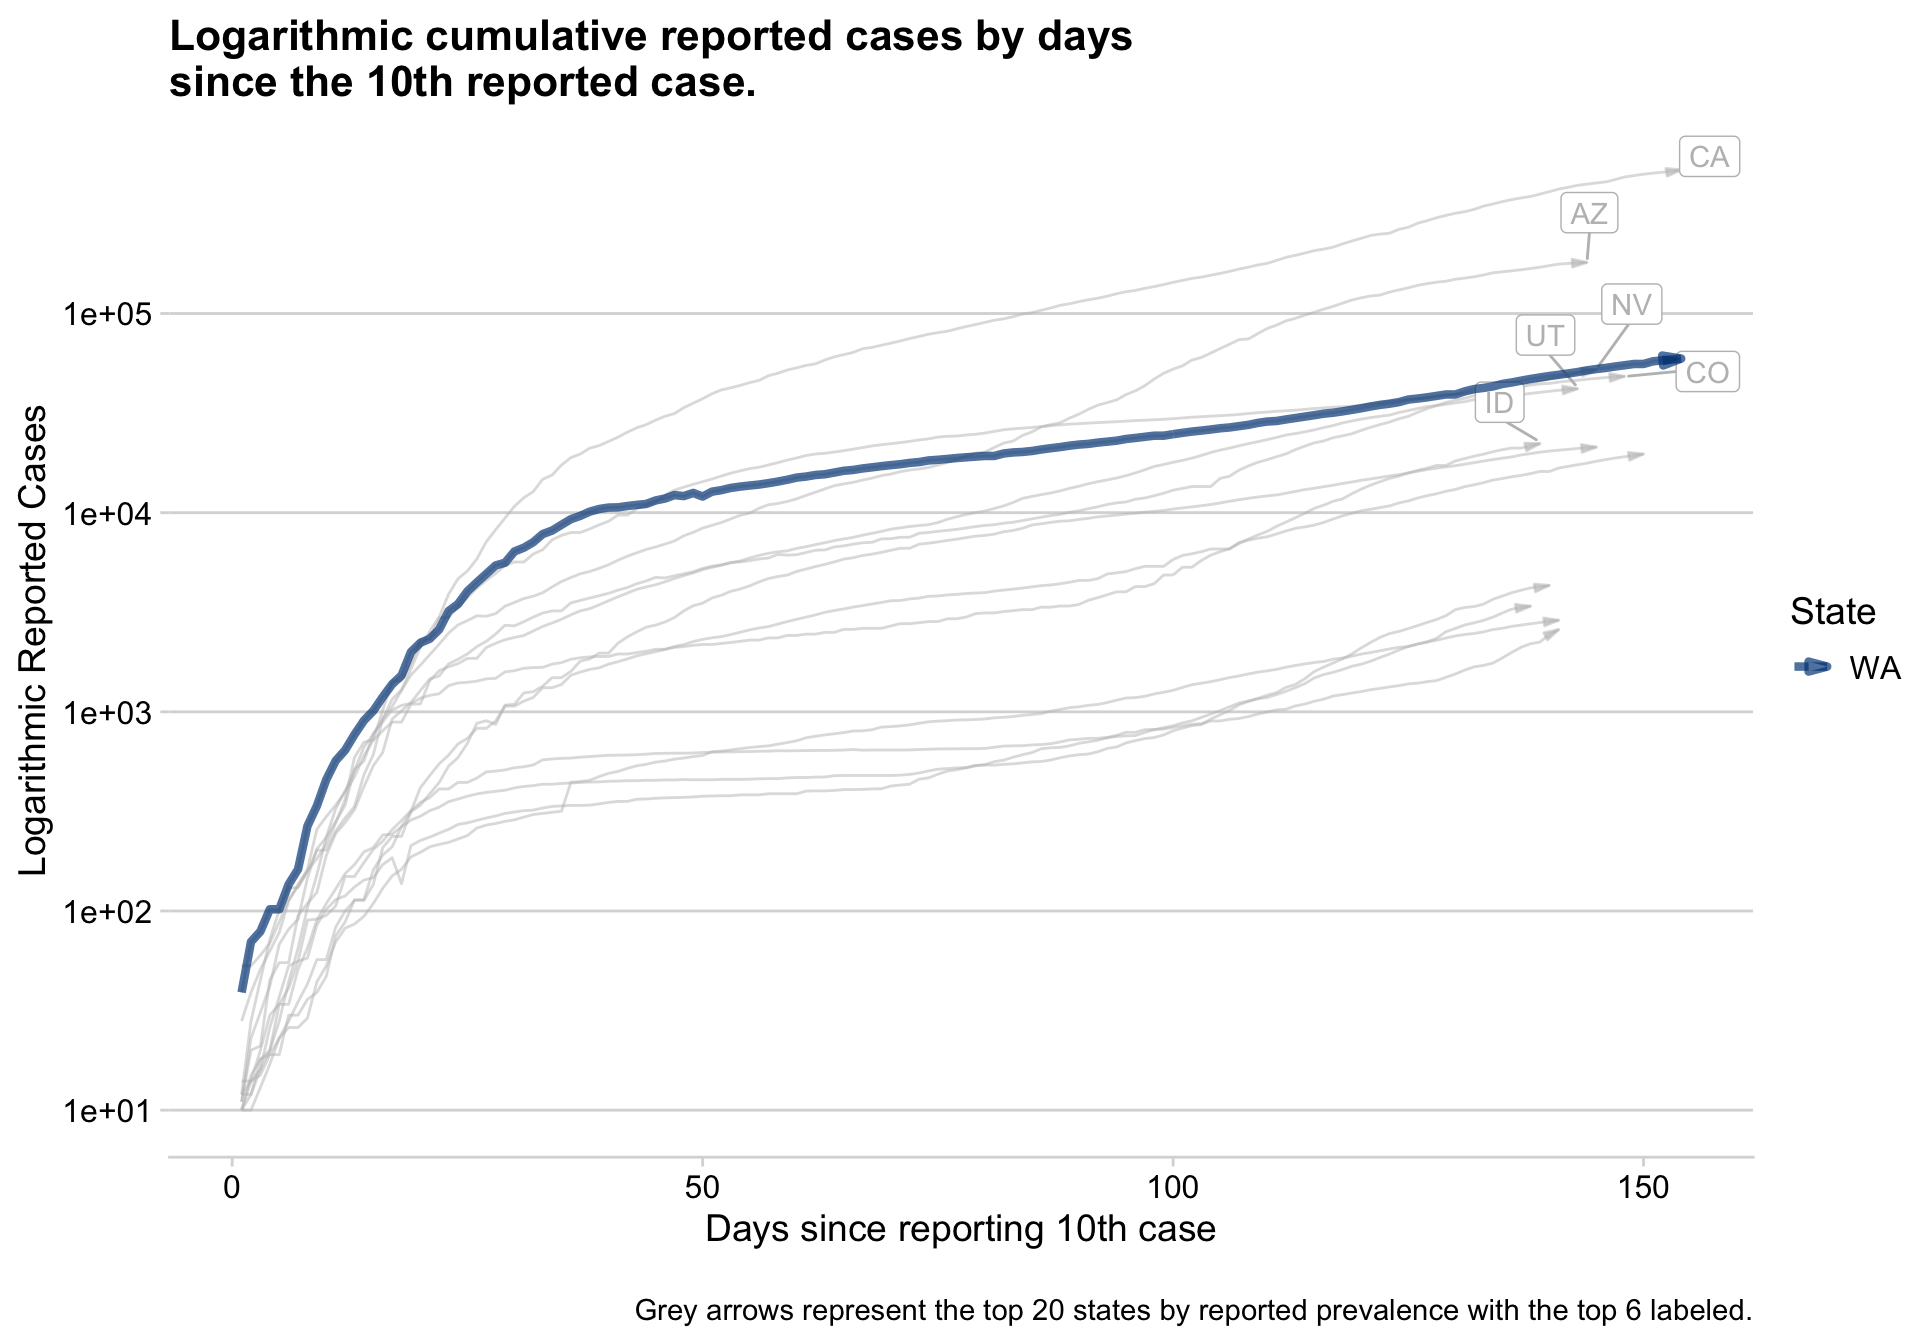 Logarithmic cumulative reported cases by days
since the 10th reported case.
CA
AZ
NV
UT
CO
ID
1e+05
1e+04
1e+03
1e+02
1e+01
Logarithmic Reported Cases
0 50 100 150
Days since reporting 10th case
State
WA
Grey arrows represent the top 20 states by reported prevalence with the top 6 labeled.